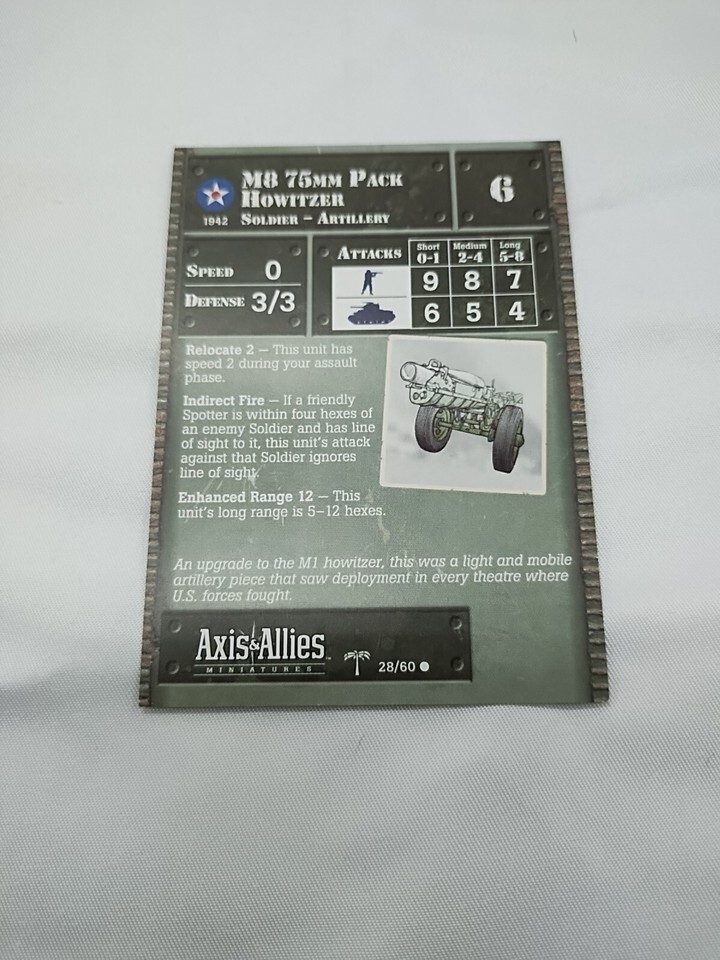 M8 75mm Pack
Howitzer
6
1942 Soldier – Artillery
Speed 0
Defense 3/3
Attacks Short 0-1 Medium 2-4 Long 5-8
9 8 7
6 5 4
Relocate 2 — This unit has
speed 2 during your assault
phase.
Indirect Fire — If a friendly
Spotter is within four hexes of
an enemy Soldier and has line
of sight to it, this unit's attack
against that Soldier ignores
line of sight.
Enhanced Range 12 — This
unit's long range is 5–12 hexes.
An upgrade to the M1 howitzer, this was a light and mobile
artillery piece that saw deployment in every theatre where
U.S. forces fought.
Axis & Allies
MINIATURES
28/60